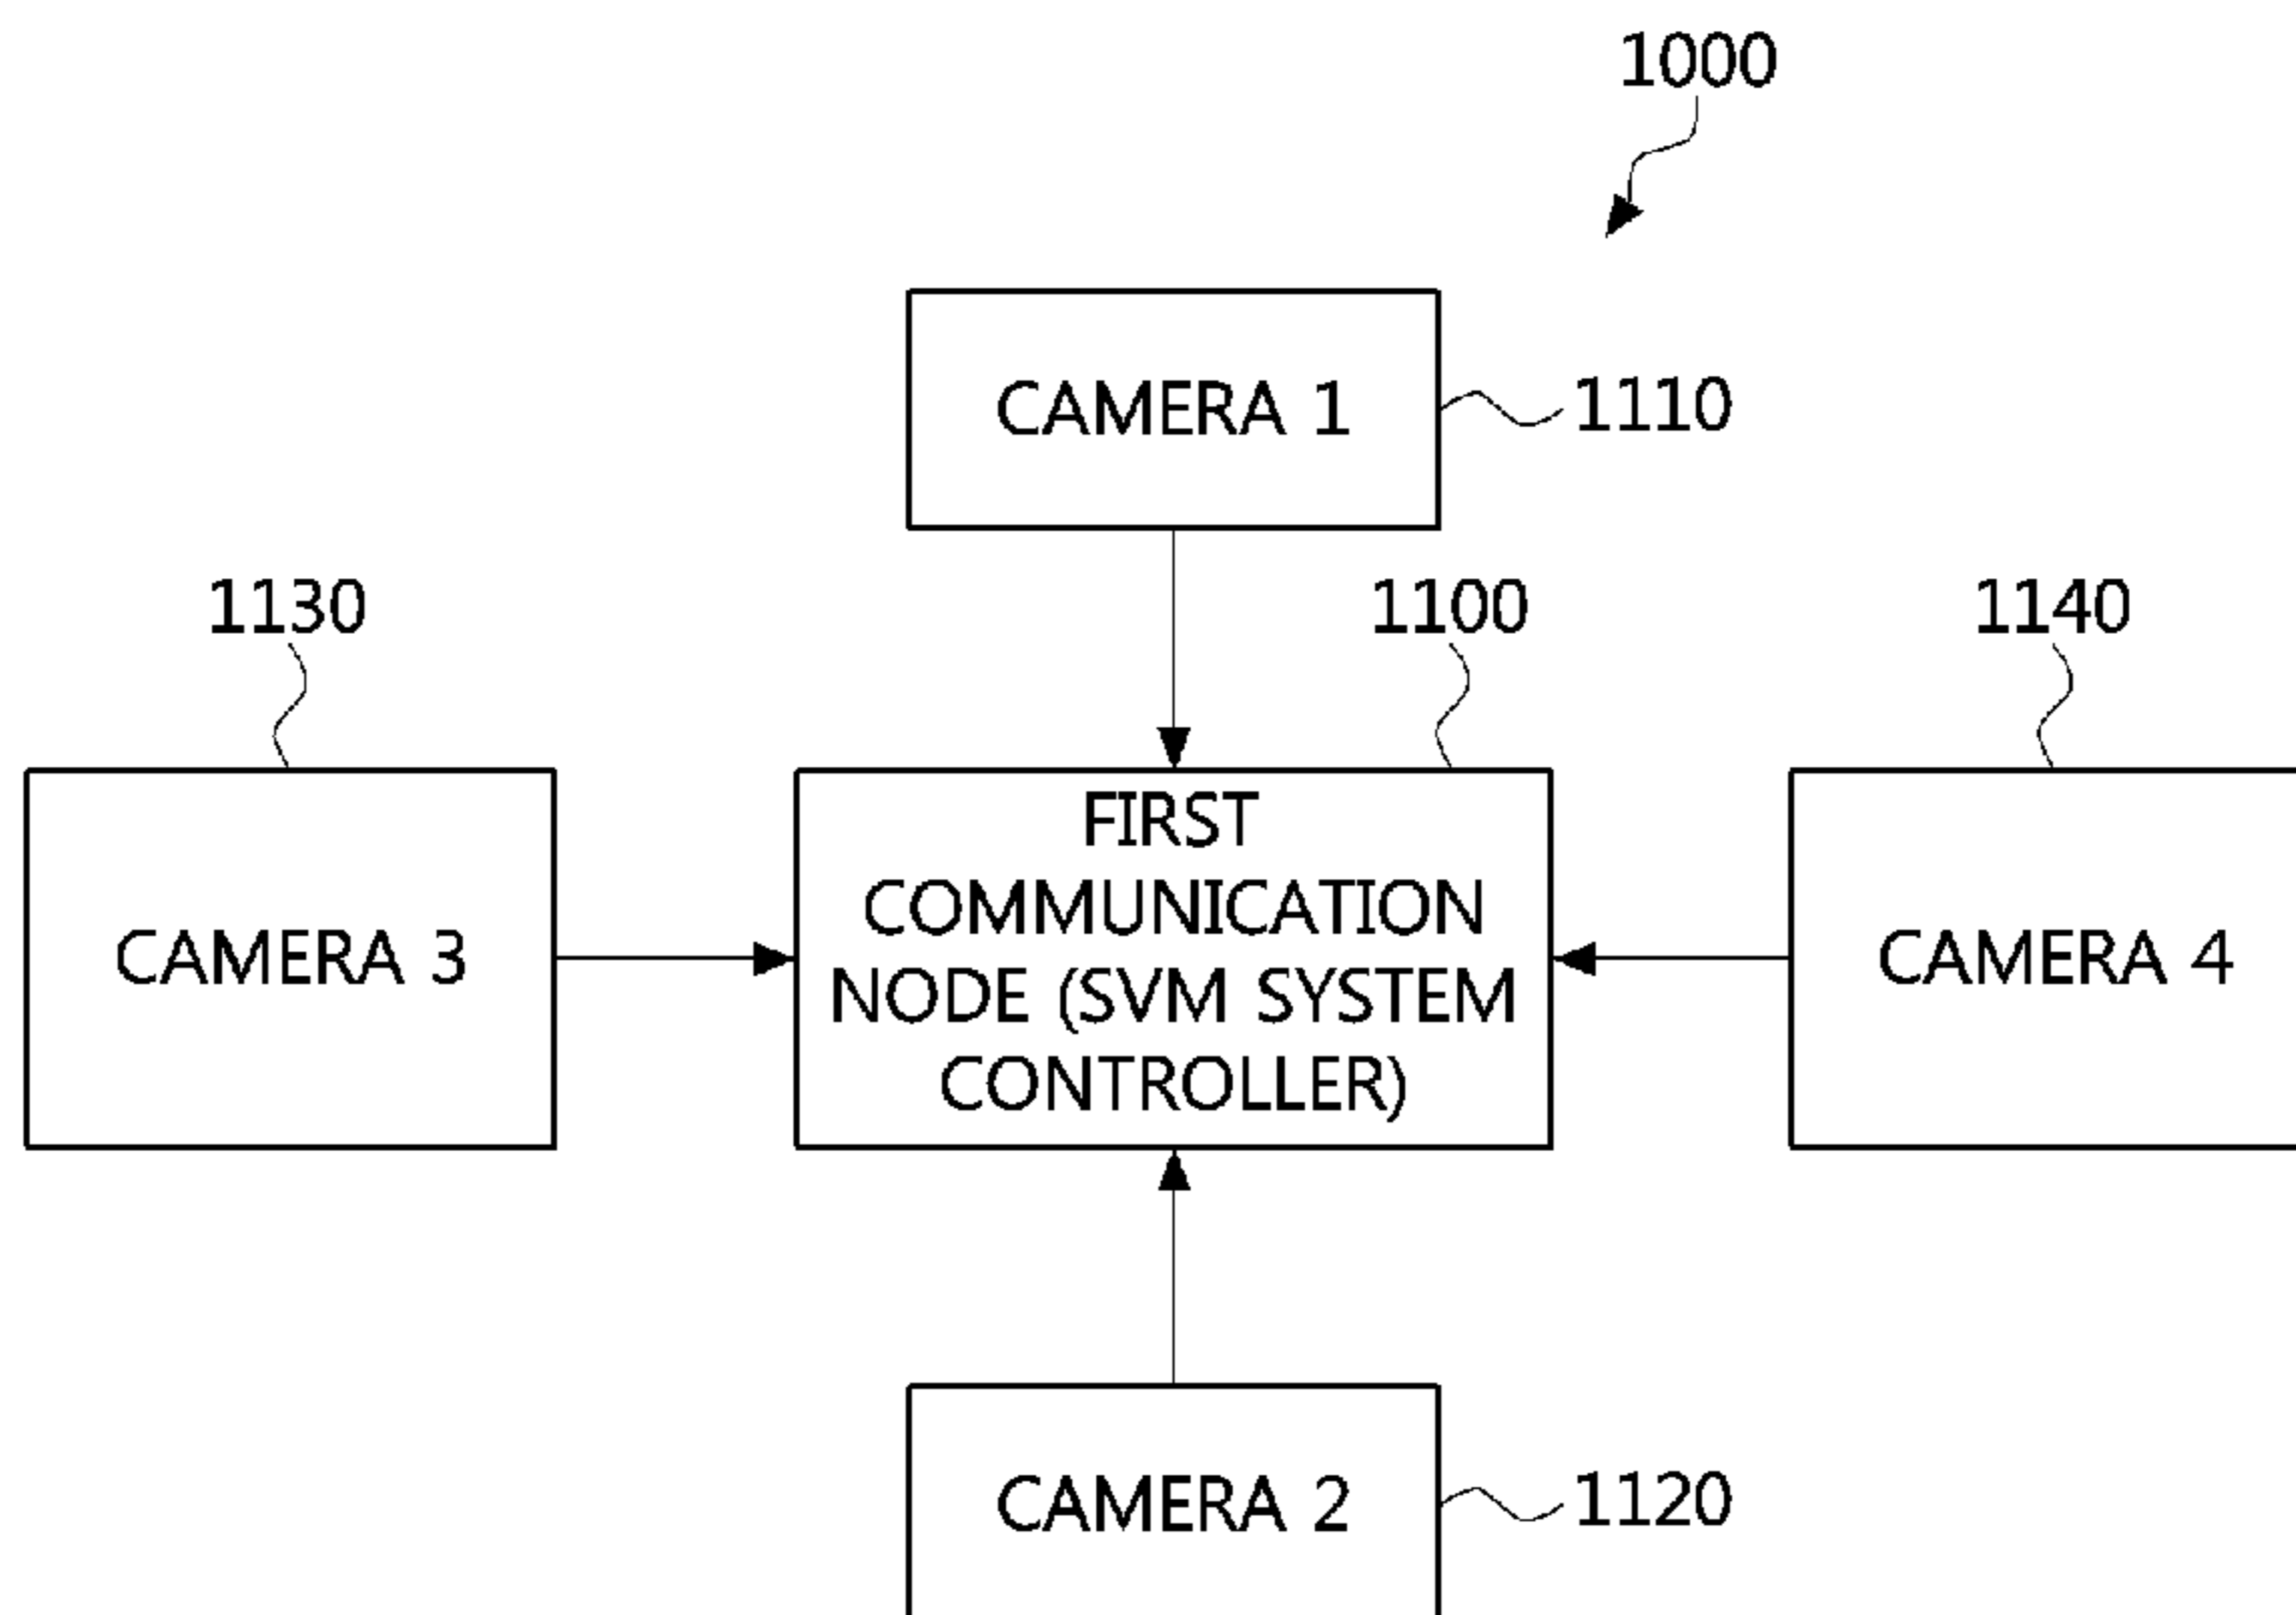 1000
CAMERA 1
1110
1130
1100
1140
FIRST
COMMUNICATION
NODE (SVM SYSTEM
CONTROLLER)
CAMERA 3
CAMERA 4
CAMERA 2
1120